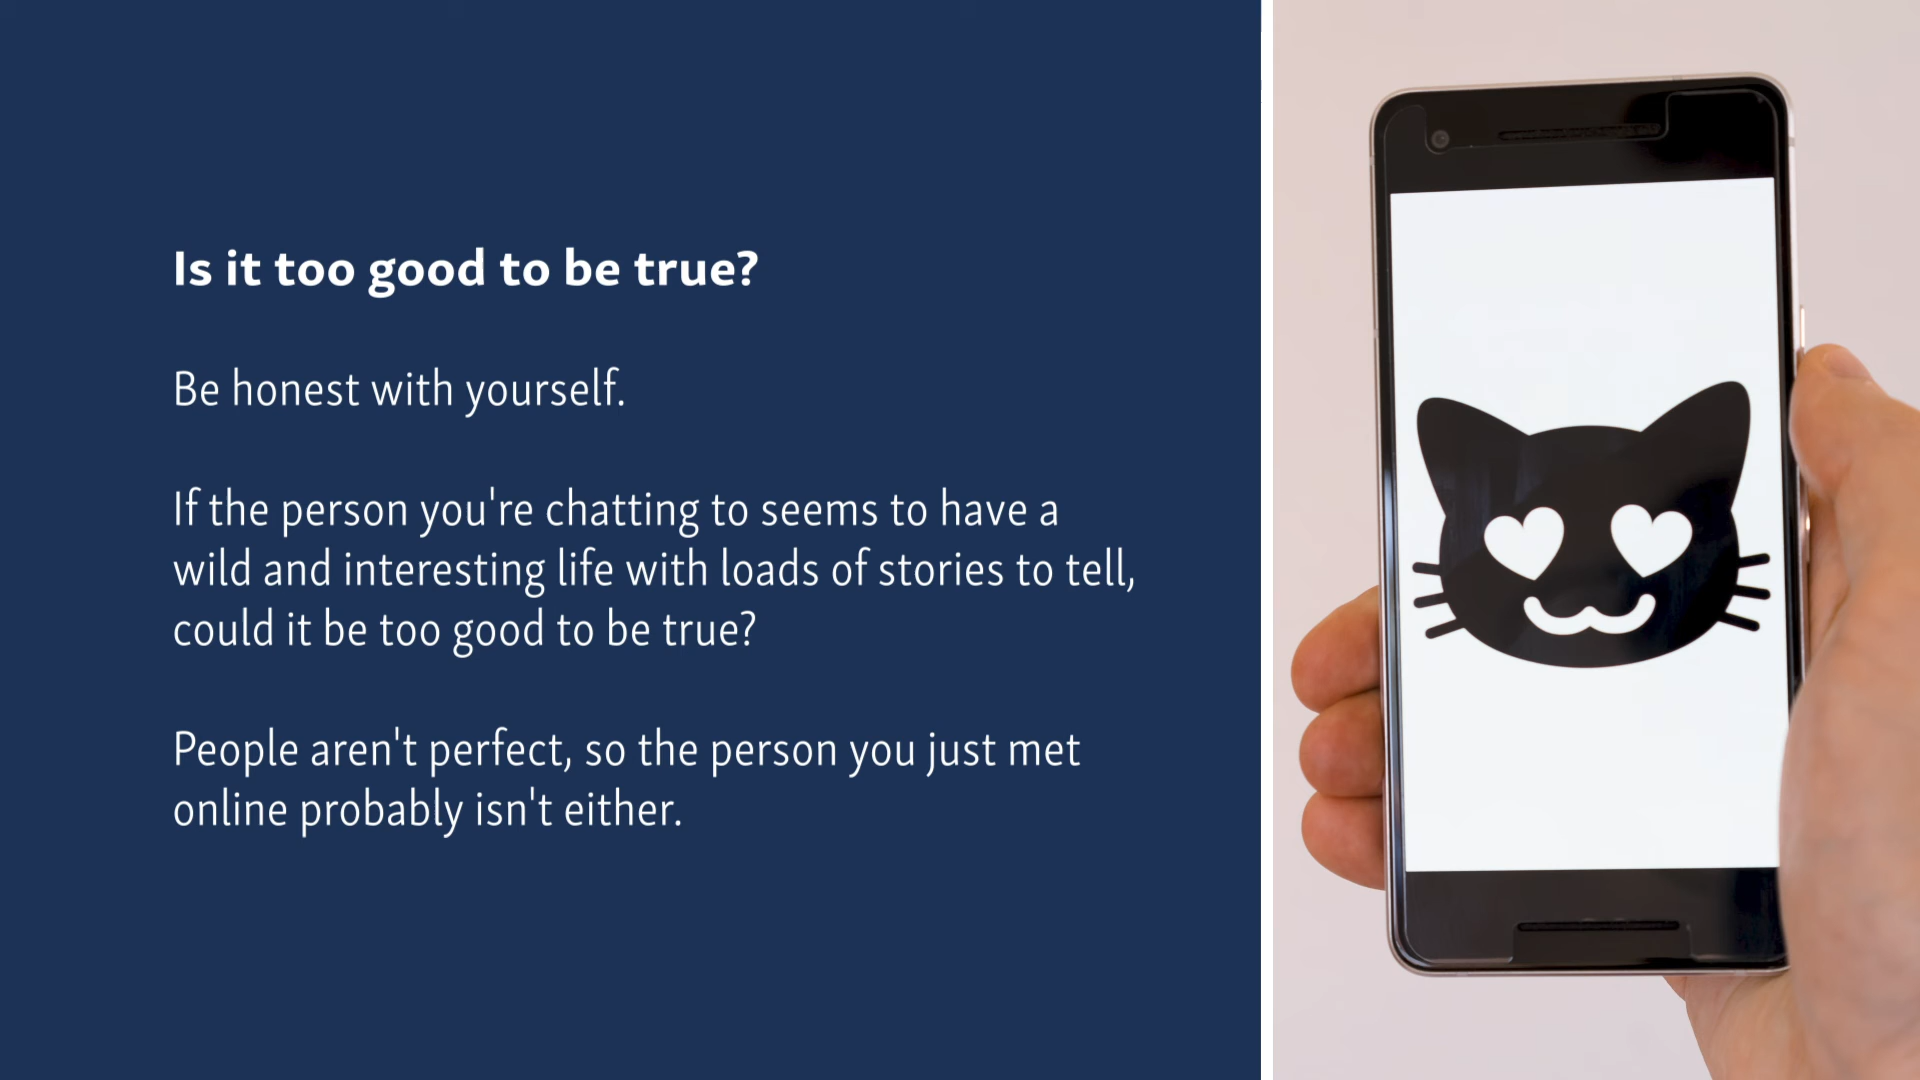 Is it too good to be true?
Be honest with yourself.
If the person you're chatting to seems to have a
wild and interesting life with loads of stories to tell,
could it be too good to be true?
People aren't perfect, so the person you just met
online probably isn't either.